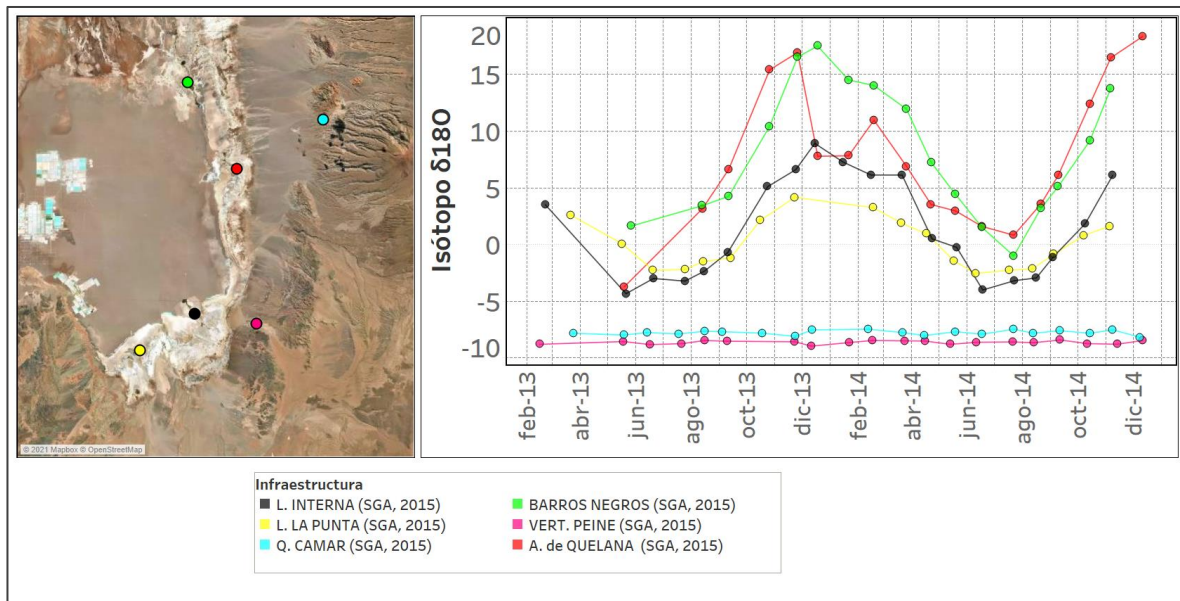 © 2021 Mapbox © OpenStreetMap
Isótopo δ18O
20
15
10
5
0
-5
-10
feb-13
abr-13
jun-13
ago-13
oct-13
dic-13
feb-14
abr-14
jun-14
ago-14
oct-14
dic-14
Infraestructura
L. INTERNA (SGA, 2015)
BARROS NEGROS (SGA, 2015)
L. LA PUNTA (SGA, 2015)
VERT. PEINE (SGA, 2015)
Q. CAMAR (SGA, 2015)
A. de QUELANA (SGA, 2015)